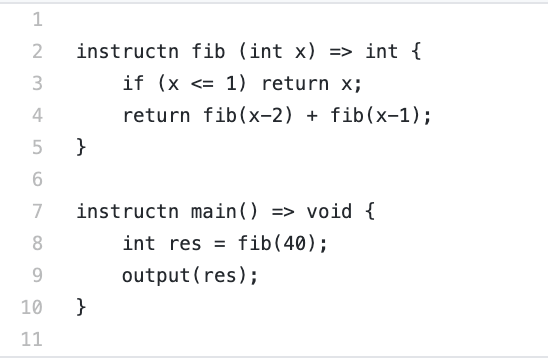 1
2 instructn fib (int x) => int {
3     if (x <= 1) return x;
4     return fib(x-2) + fib(x-1);
5 }
6
7 instructn main() => void {
8     int res = fib(40);
9     output(res);
10 }
11